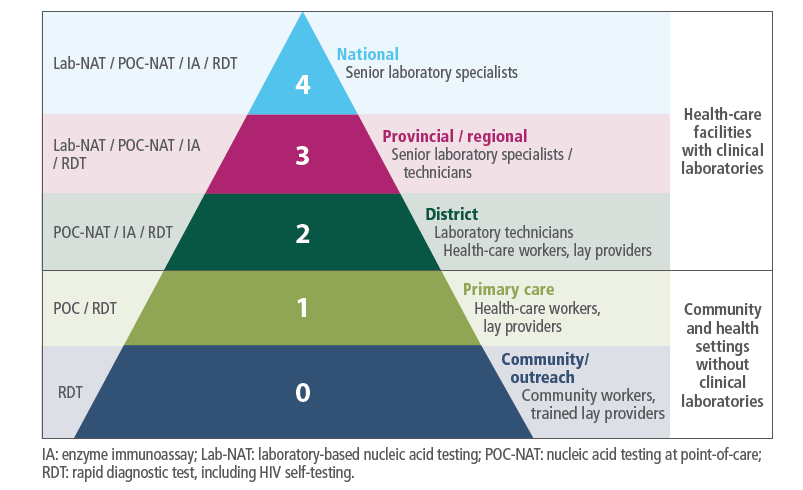 Lab-NAT / POC-NAT / IA / RDT
4
National
Senior laboratory specialists
Lab-NAT / POC-NAT / IA
/ RDT
3
Provincial / regional
Senior laboratory specialists /
technicians
POC-NAT / IA / RDT
2
District
Laboratory technicians
Health-care workers, lay providers
Health-care
facilities
with clinical
laboratories
POC / RDT
1
Primary care
Health-care workers,
lay providers
RDT
0
Community/
outreach
Community workers,
trained lay providers
Community
and health
settings
without
clinical
laboratories
IA: enzyme immunoassay; Lab-NAT: laboratory-based nucleic acid testing; POC-NAT: nucleic acid testing at point-of-care;
RDT: rapid diagnostic test, including HIV self-testing.